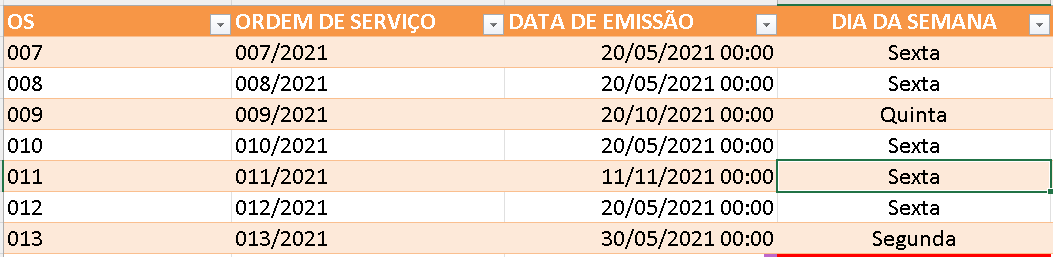 OS ORDEM DE SERVIÇO DATA DE EMISSÃO DIA DA SEMANA
007 007/2021 20/05/2021 00:00 Sexta
008 008/2021 20/05/2021 00:00 Sexta
009 009/2021 20/10/2021 00:00 Quinta
010 010/2021 20/05/2021 00:00 Sexta
011 011/2021 11/11/2021 00:00 Sexta
012 012/2021 20/05/2021 00:00 Sexta
013 013/2021 30/05/2021 00:00 Segunda